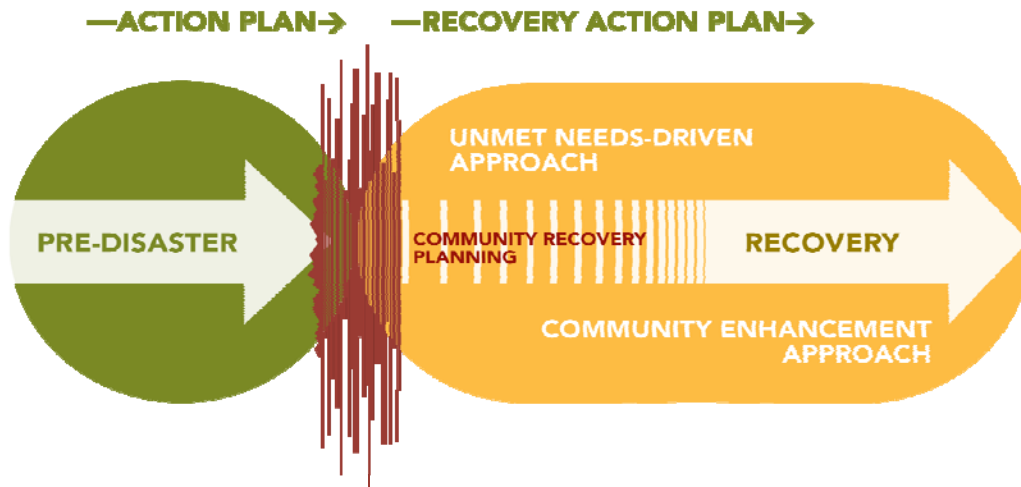 —ACTION PLAN→ —RECOVERY ACTION PLAN→
UNMET NEEDS-DRIVEN
APPROACH
PRE-DISASTER
COMMUNITY RECOVERY
PLANNING
RECOVERY
COMMUNITY ENHANCEMENT
APPROACH